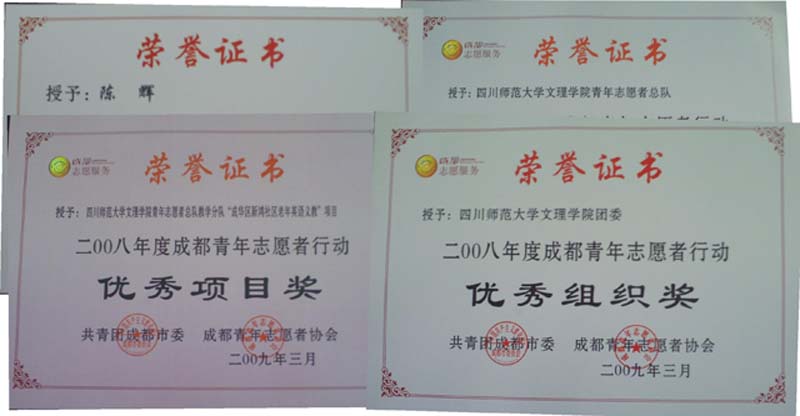 荣誉证书
授予：陈 辉
成都
志愿服务
荣誉证书
授予：四川师范大学文理学院青年志愿者总队
成都
志愿服务
荣誉证书
授予：四川师范大学文理学院青年志愿者总队教学分队“成华区新鸿社区老年英语义教”项目
二00八年度成都青年志愿者行动
优秀项目奖
共青团成都市委 成都青年志愿者协会
二00九年三月
成都
志愿服务
荣誉证书
授予：四川师范大学文理学院团委
二00八年度成都青年志愿者行动
优秀组织奖
共青团成都市委 成都青年志愿者协会
二00九年三月